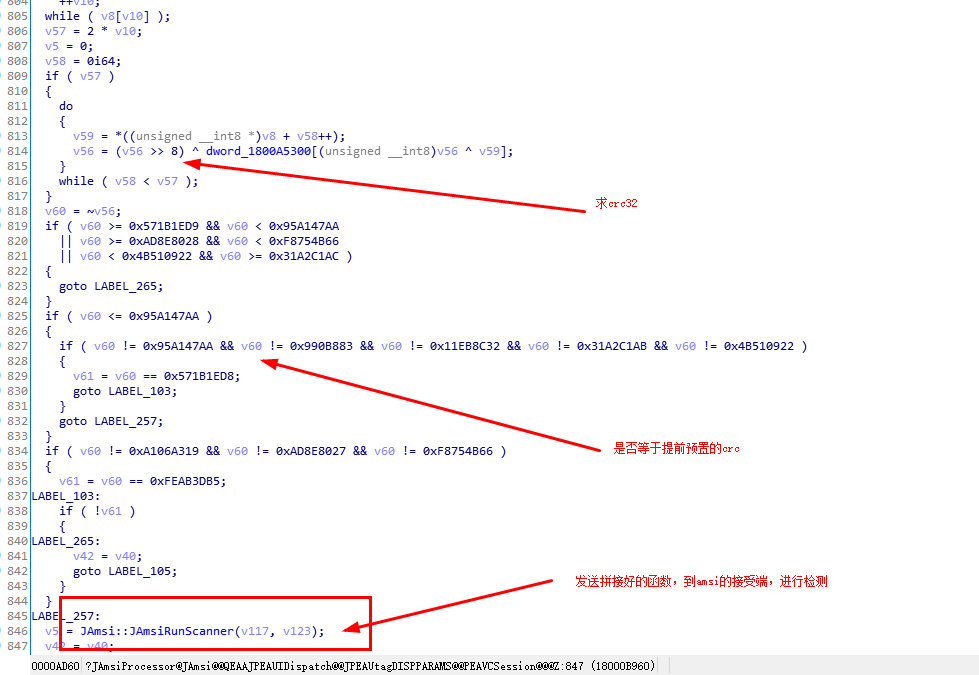 804 ++v10;
805 while ( v8[v10] );
806 v57 = 2 * v10;
807 v5 = 0;
808 v58 = 0i64;
809 if ( v57 )
810 {
811 do
812 {
813 v59 = *((unsigned __int8 *)v8 + v58++);
814 v56 = (v56 >> 8) ^ dword_1800A5300[(unsigned __int8)v56 ^ v59];
815 }
816 while ( v58 < v57 );
817 }
求crc32
818 v60 = ~v56;
819 if ( v60 >= 0x571B1ED9 && v60 < 0x95A147AA
820 || v60 >= 0xAD8E8028 && v60 < 0xF8754B66
821 || v60 < 0x4B510922 && v60 >= 0x31A2C1AC )
822 {
823 goto LABEL_265;
824 }
825 if ( v60 <= 0x95A147AA )
826 {
827 if ( v60 != 0x95A147AA && v60 != 0x990B883 && v60 != 0x11EB8C32 && v60 != 0x31A2C1AB && v60 != 0x4B510922 )
828 {
829 v61 = v60 == 0x571B1ED8;
830 goto LABEL_103;
831 }
832 goto LABEL_257;
833 }
是否等于提前预置的crc
834 if ( v60 != 0xA106A319 && v60 != 0xAD8E8027 && v60 != 0xF8754B66 )
835 {
836 v61 = v60 == 0xFEAB3DB5;
837 LABEL_103:
838 if ( !v61 )
839 {
840 LABEL_265:
841 v42 = v40;
842 goto LABEL_105;
843 }
发送拼接好的函数，到amsi的接受端，进行检测
844 }
845 LABEL_257:
846 v5 = JAmsi::JAmsiRunScanner(v117, v123);
847 v42 = v40;
0000AD60 ?JAmsiProcessor@JAmsi@@QEAAJPEAUIDispatch@@JPEAUtagDISPPARAMS@@PEAVCSession@@@Z:847 (18000B960)